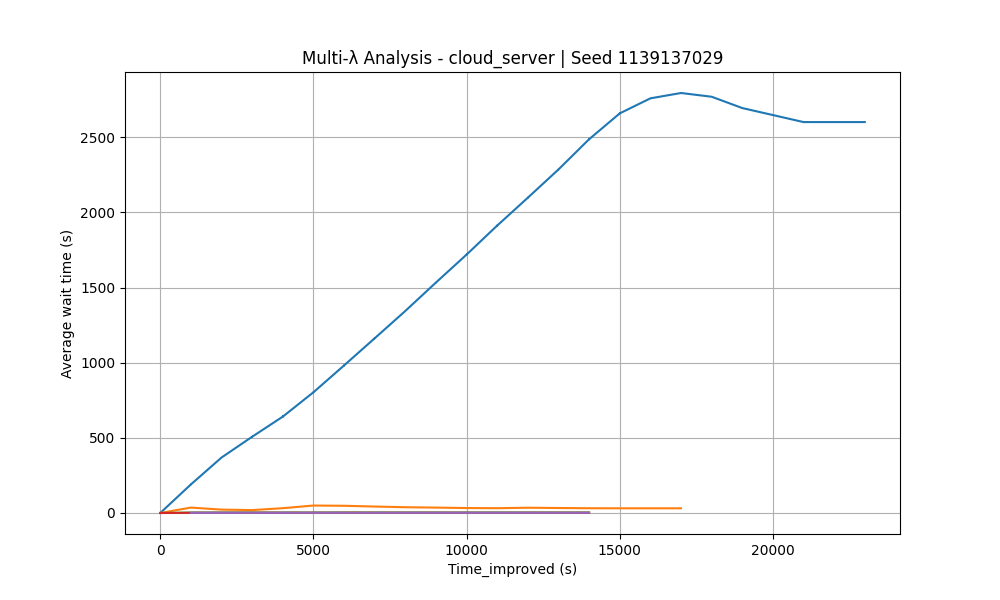 Multi-λ Analysis - cloud_server | Seed 1139137029
Average wait time (s)
2500
2000
1500
1000
500
0
0 5000 10000 15000 20000
Time_improved (s)